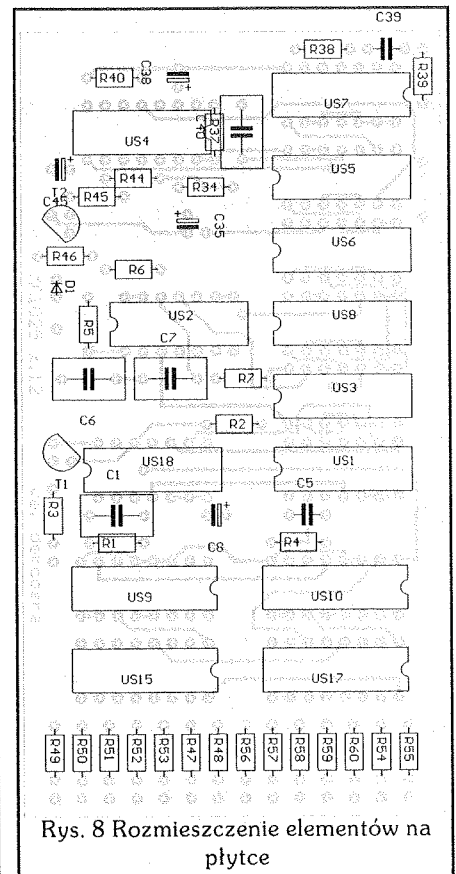 C39
R38
R39
R40
C38
US7
US4
C40
R37
R44
US5
T2
R45
R34
C45
C35
US6
R46
R6
D1
US2
US8
R5
C7
R7
US3
C6
R2
US18
US1
C1
T1
C5
R3
R1
C8
R4
US9
US10
US15
US17
R49
R50
R51
R52
R53
R47
R48
R56
R57
R58
R59
R60
R54
R55
Rys. 8 Rozmieszczenie elementów na
płytce